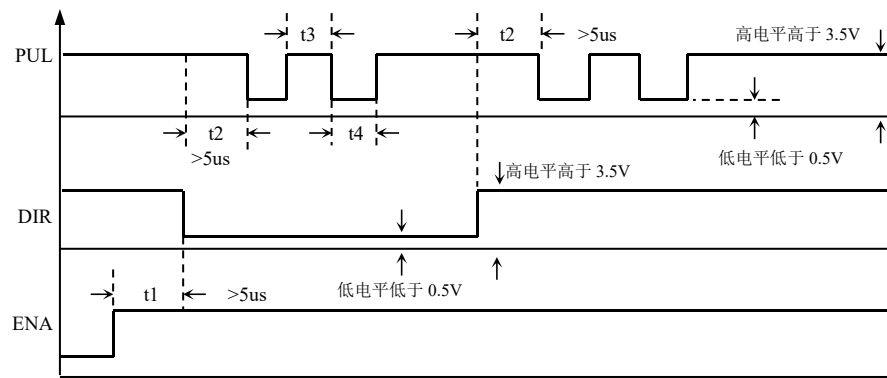 t3
t2
>5us
高电平高于 3.5V
PUL
t2
t4
>5us
低电平低于 0.5V
高电平高于 3.5V
DIR
t1
>5us
低电平低于 0.5V
ENA